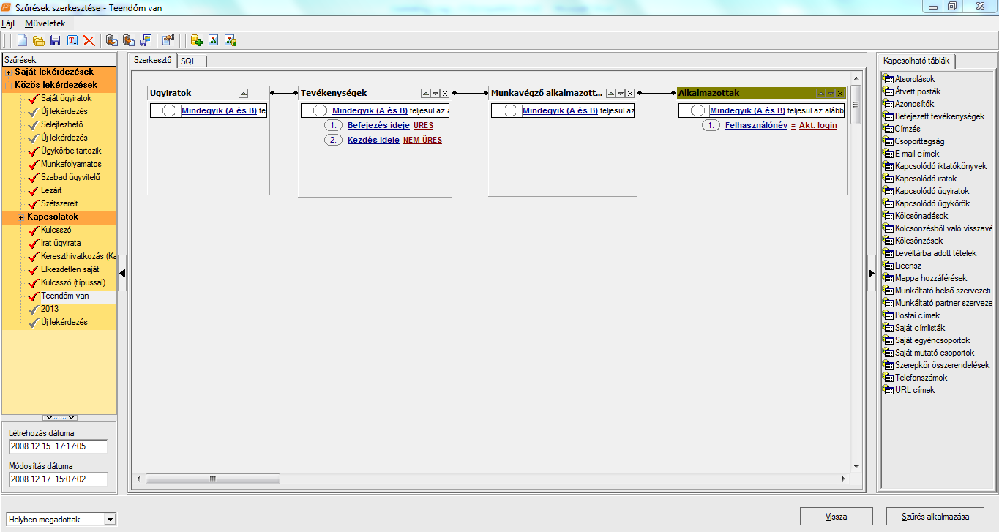 Szűrések szerkesztése - Teendőm van
Fájl Műveletek
Szűrések
Saját lekérdezések
Közös lekérdezések
Saját ügyiratok
Új lekérdezés
Selejtezhető
Új lekérdezés
Ügykörbe tartozik
Munkafolyamatos
Szabad ügyvitelű
Lezárt
Szétszerelt
Kapcsolatok
Kulcsszó
Irat ügyirata
Kereszthivatkozás (Ka
Elkezdetlen saját
Kulcsszó (típussal)
Teendőm van
2013
Új lekérdezés
Létrehozás dátuma
2008.12.15. 17:17:05
Módosítás dátuma
2008.12.17. 15:07:02
Helyben megadottak
Szerkesztő SQL
Ügyiratok
Mindegyik (A és B) tel
Tevékenységek
Mindegyik (A és B) teljesül az a
1. Befejezés ideje ÜRES
2. Kezdés ideje NEM ÜRES
Munkavégző alkalmazott...
Mindegyik (A és B) teljesül az
Alkalmazottak
Mindegyik (A és B) teljesül az alább
1. Felhasználónév = Akt. login
Kapcsolható táblák
Átsorolások
Átvett posták
Azonosítók
Befejezett tevékenységek
Címzés
Csoporttagság
E-mail címek
Kapcsolódó iktatókönyvek
Kapcsolódó iratok
Kapcsolódó ügyiratok
Kapcsolódó ügykörök
Kölcsönadások
Kölcsönzésből való visszavé
Kölcsönzések
Levéltárba adott tételek
Licensz
Mappa hozzáférések
Munkáltató belső szervezeti
Munkáltató partner szerveze
Postai címek
Saját címlisták
Saját egyéncsoportok
Saját mutató csoportok
Szerepkör összerendelések
Telefonszámok
URL címek
Vissza
Szűrés alkalmazása